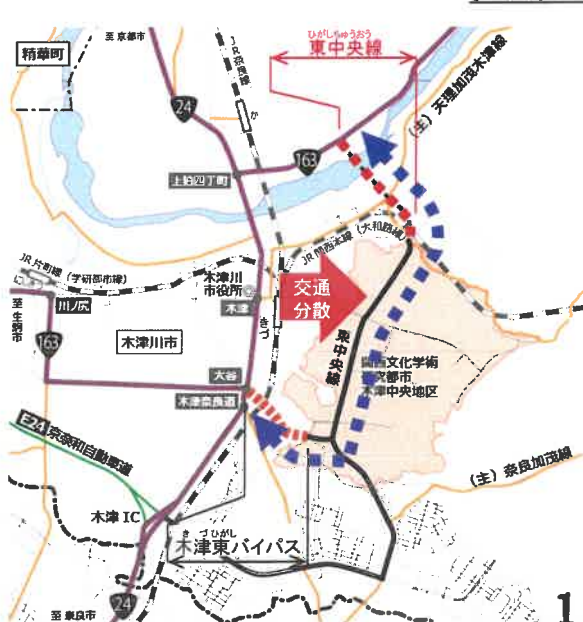 ひがしちゅうおう
東中央線
至 京都市
精華町
JR奈良線
24
(主)天理加茂木津線
163
上狛四丁町
JR関西本線(大和路線)
JR片町線(学研都市線)
木津川
市役所
交通
分散
至 生駒市
川ノ尻
木津
きづ
163
木津川市
東中央線
関西文化学術
研究都市
木津中央地区
大谷
木津奈良道
E24 京奈和自動車道
(主)奈良加茂線
木津 IC
きづひがし
木津東バイパス
24
至 奈良市
1